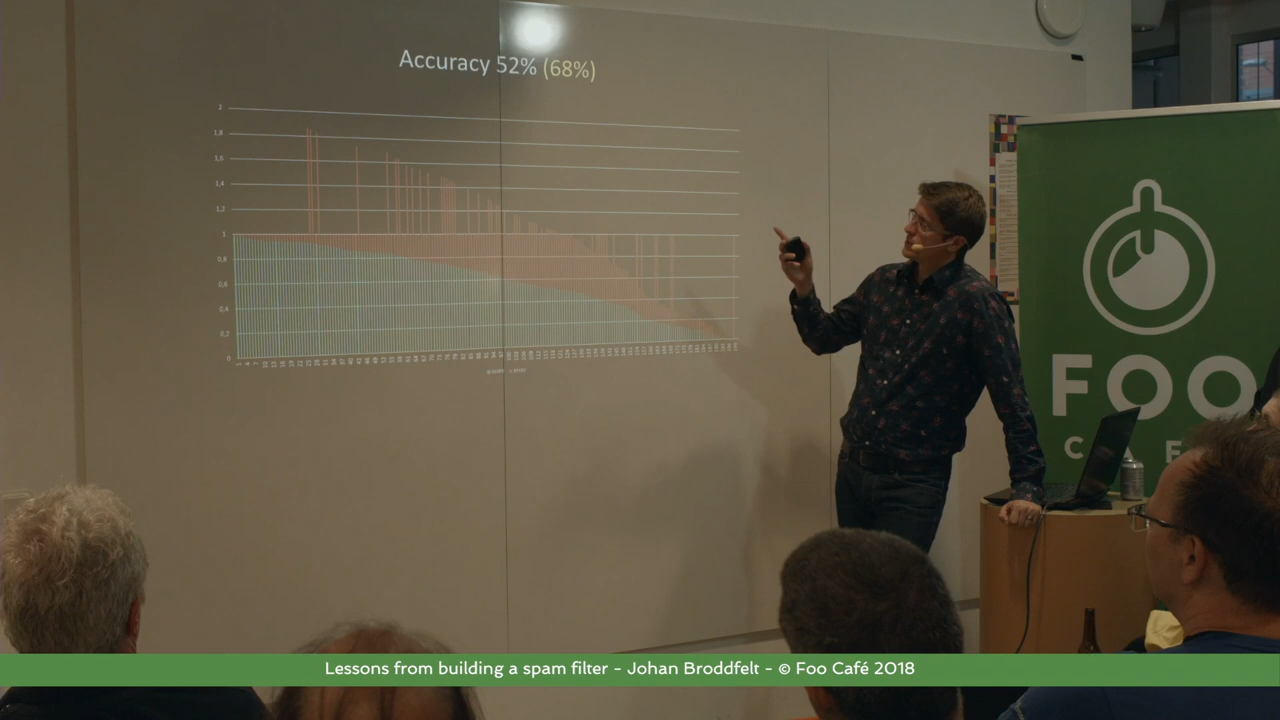 Accuracy 52% (68%)
2
1,8
1,6
1,4
1,2
1
0,8
0,6
0,4
0,2
0
FOO
C
Lessons from building a spam filter - Johan Broddfelt - © Foo Café 2018